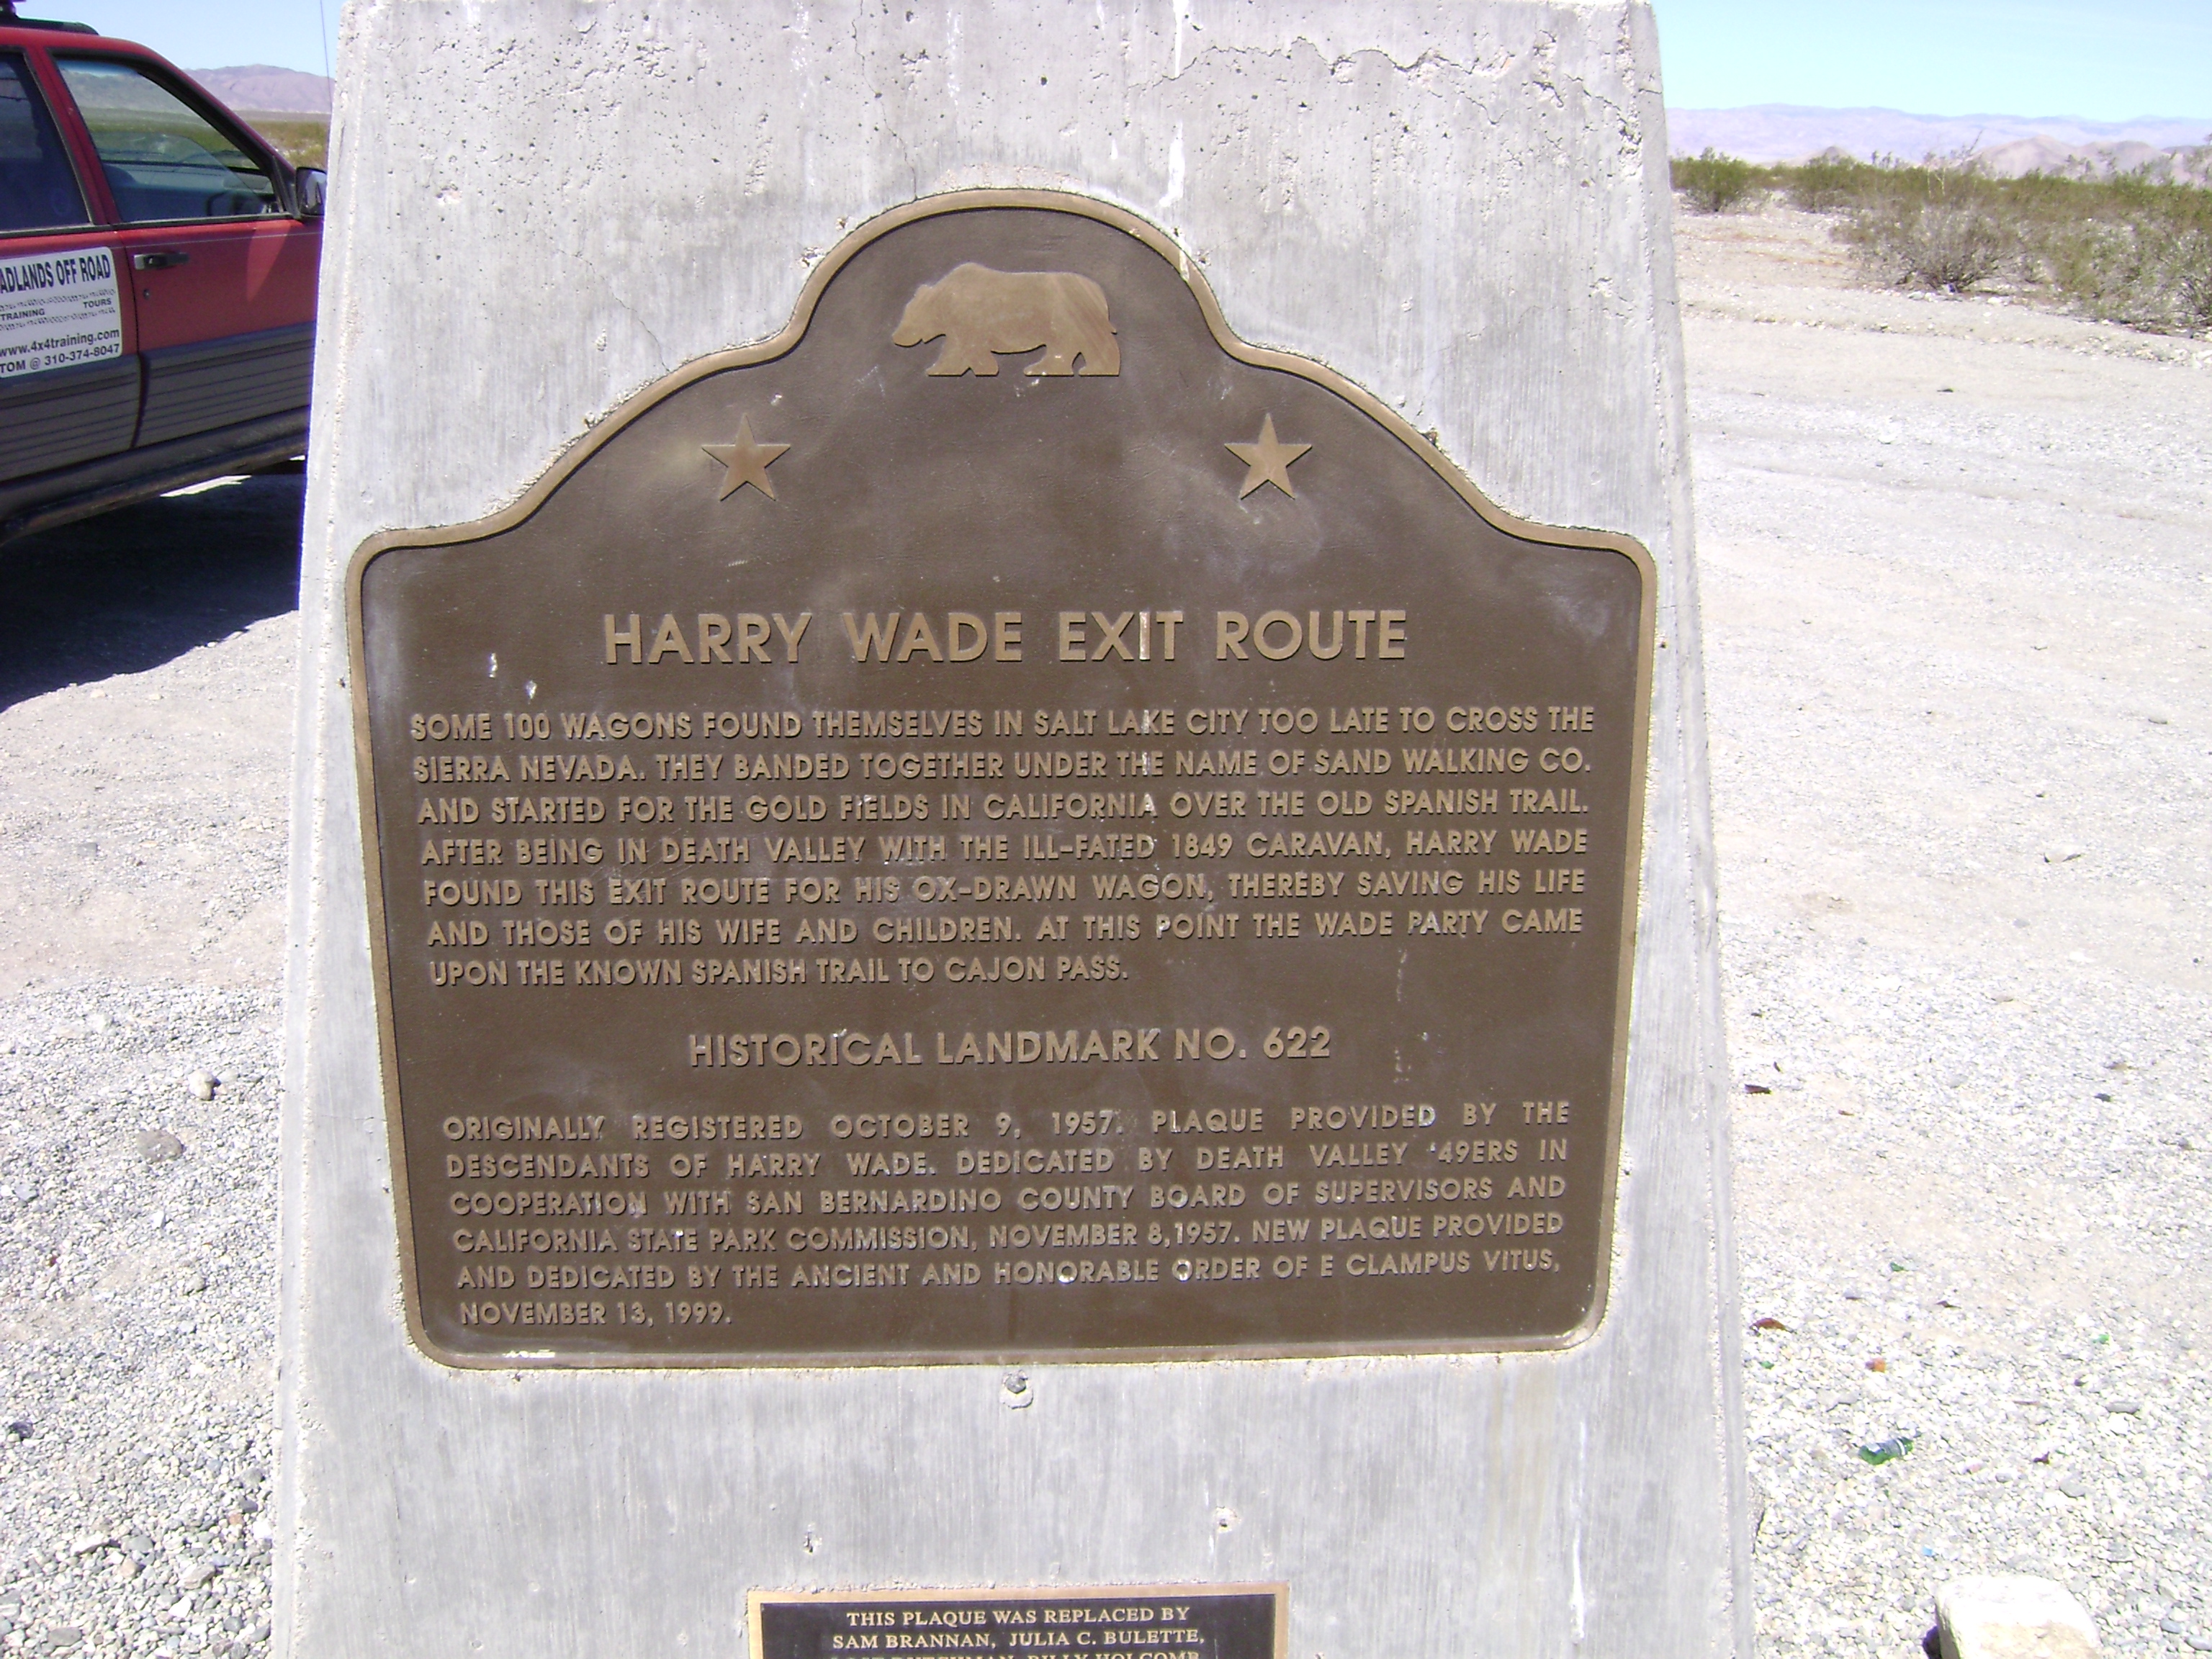 ADLANDS OFF ROAD
TOURS
TRAINING
www.4x4training.com
TOM @ 310-374-8047
HARRY WADE EXIT ROUTE
SOME 100 WAGONS FOUND THEMSELVES IN SALT LAKE CITY TOO LATE TO CROSS THE
SIERRA NEVADA. THEY BANDED TOGETHER UNDER THE NAME OF SAND WALKING CO.
AND STARTED FOR THE GOLD FIELDS IN CALIFORNIA OVER THE OLD SPANISH TRAIL.
AFTER BEING IN DEATH VALLEY WITH THE ILL-FATED 1849 CARAVAN, HARRY WADE
FOUND THIS EXIT ROUTE FOR HIS OX-DRAWN WAGON, THEREBY SAVING HIS LIFE
AND THOSE OF HIS WIFE AND CHILDREN. AT THIS POINT THE WADE PARTY CAME
UPON THE KNOWN SPANISH TRAIL TO CAJON PASS.
HISTORICAL LANDMARK NO. 622
ORIGINALLY REGISTERED OCTOBER 9, 1957. PLAQUE PROVIDED BY THE
DESCENDANTS OF HARRY WADE. DEDICATED BY DEATH VALLEY '49ERS IN
COOPERATION WITH SAN BERNARDINO COUNTY BOARD OF SUPERVISORS AND
CALIFORNIA STATE PARK COMMISSION, NOVEMBER 8,1957. NEW PLAQUE PROVIDED
AND DEDICATED BY THE ANCIENT AND HONORABLE ORDER OF E CLAMPUS VITUS,
NOVEMBER 13, 1999.
THIS PLAQUE WAS REPLACED BY
SAM BRANNAN, JULIA C. BULETTE,
DUTCHMAN, BILLY HOLCOMB